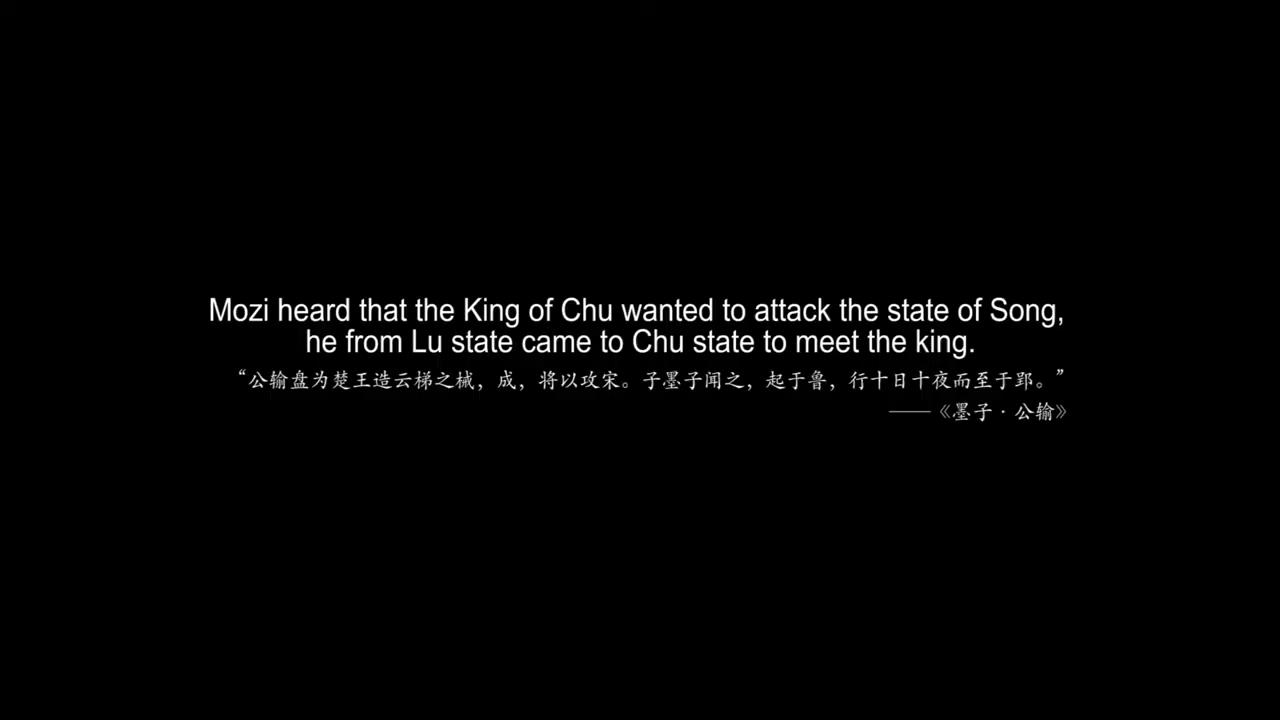 Mozi heard that the King of Chu wanted to attack the state of Song,
he from Lu state came to Chu state to meet the king.
“公输盘为楚王造云梯之械，成，将以攻宋。子墨子闻之，起于鲁，行十日十夜而至于郢。”
——《墨子·公输》